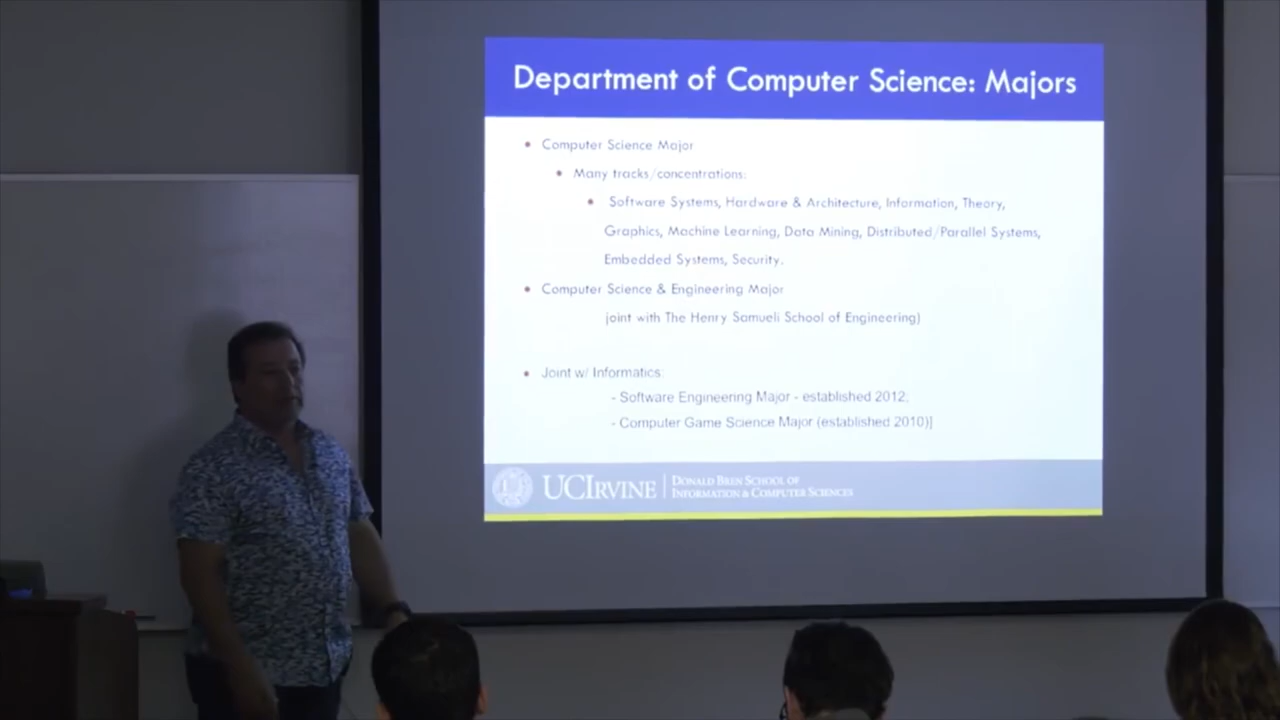 Department of Computer Science: Majors
• Computer Science Major
• Many tracks/concentrations:
• Software Systems, Hardware & Architecture, Information, Theory,
Graphics, Machine Learning, Data Mining, Distributed/Parallel Systems,
Embedded Systems, Security.
• Computer Science & Engineering Major
joint with The Henry Samueli School of Engineering)
• Joint w/ Informatics:
- Software Engineering Major - established 2012;
- Computer Game Science Major (established 2010)]
UCIRVINE | DONALD BREN SCHOOL OF
INFORMATION & COMPUTER SCIENCES